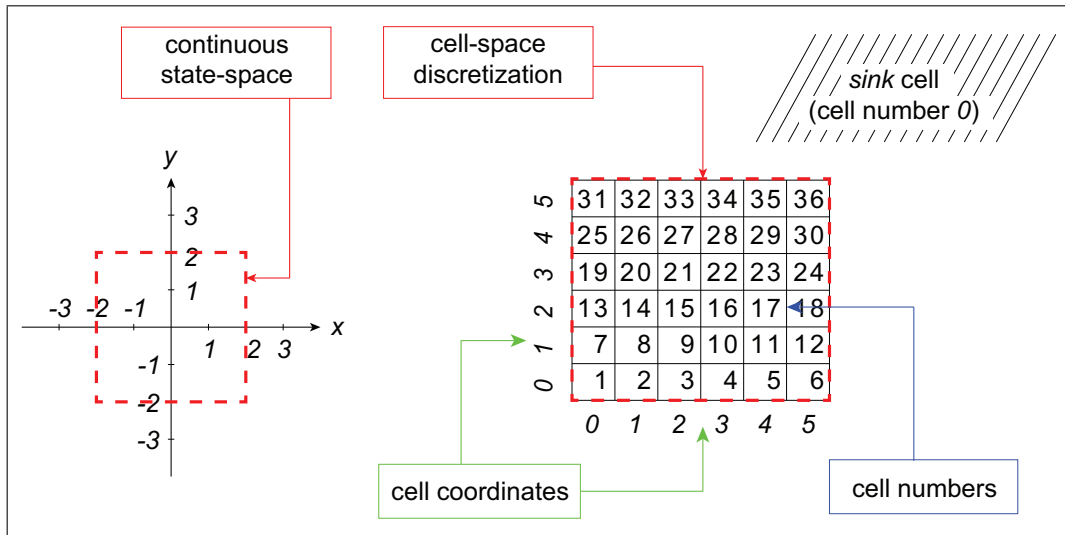 continuous
state-space
cell-space
discretization
sink cell
(cell number 0)
y
3
2
1
-3 -2 -1
x
1 2 3
-1
-2
-3
5 31 32 33 34 35 36
4 25 26 27 28 29 30
3 19 20 21 22 23 24
2 13 14 15 16 17 18
1 7 8 9 10 11 12
0 1 2 3 4 5 6
0 1 2 3 4 5
cell coordinates
cell numbers